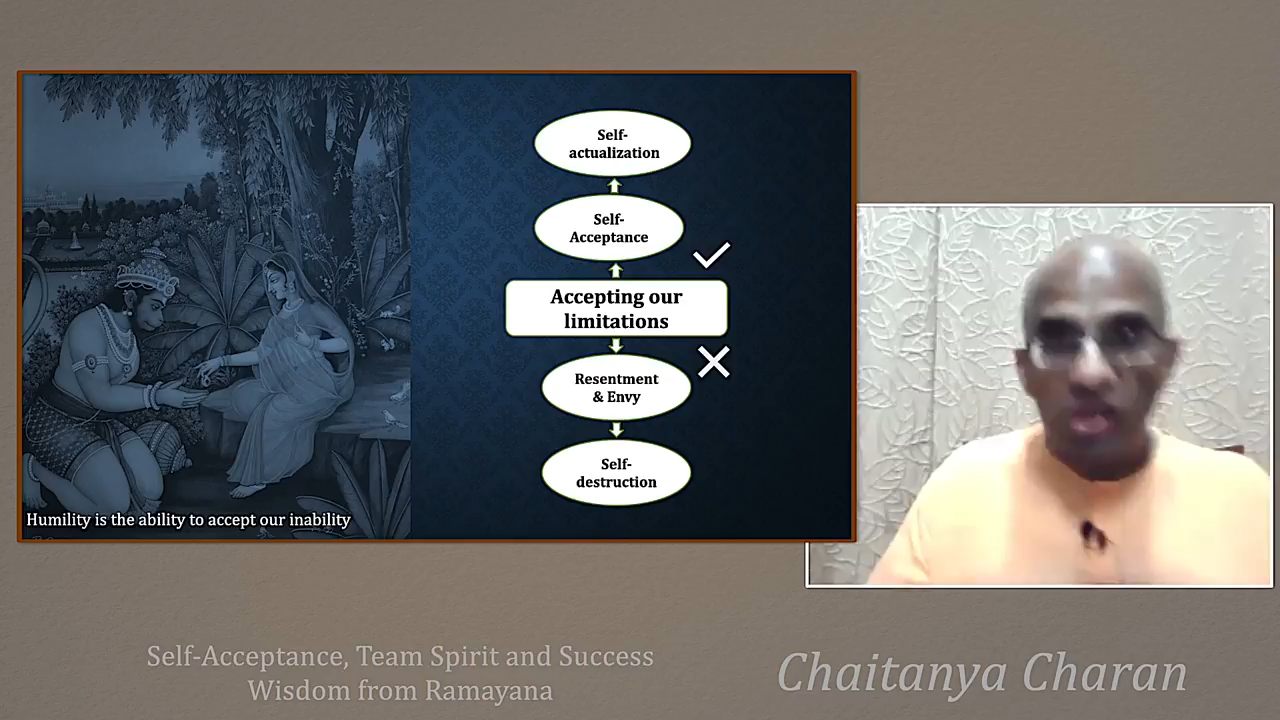 Self-
actualization
Self-
Acceptance
Accepting our
limitations
Resentment
& Envy
Self-
destruction
Humility is the ability to accept our inability
Self-Acceptance, Team Spirit and Success
Wisdom from Ramayana
Chaitanya Charan